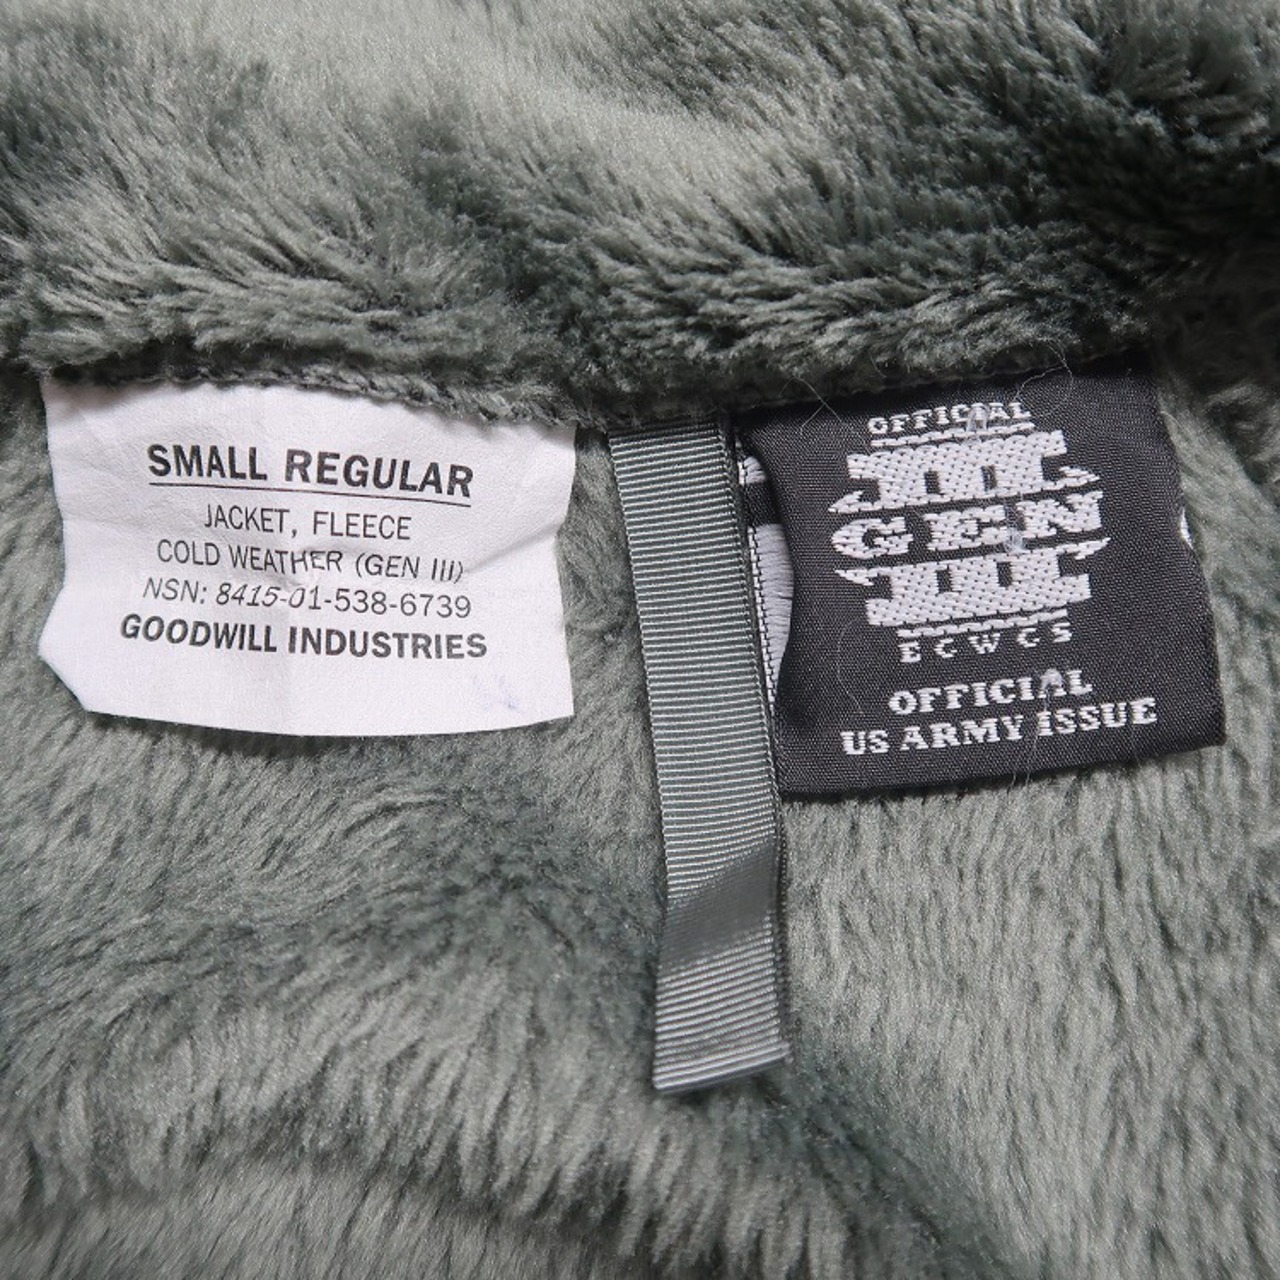 SMALL REGULAR
JACKET, FLEECE
COLD WEATHER (GEN III)
NSN: 8415-01-538-6739
GOODWILL INDUSTRIES
OFFICIAL
III
GEN
III
ECWCS
OFFICIAL
US ARMY ISSUE